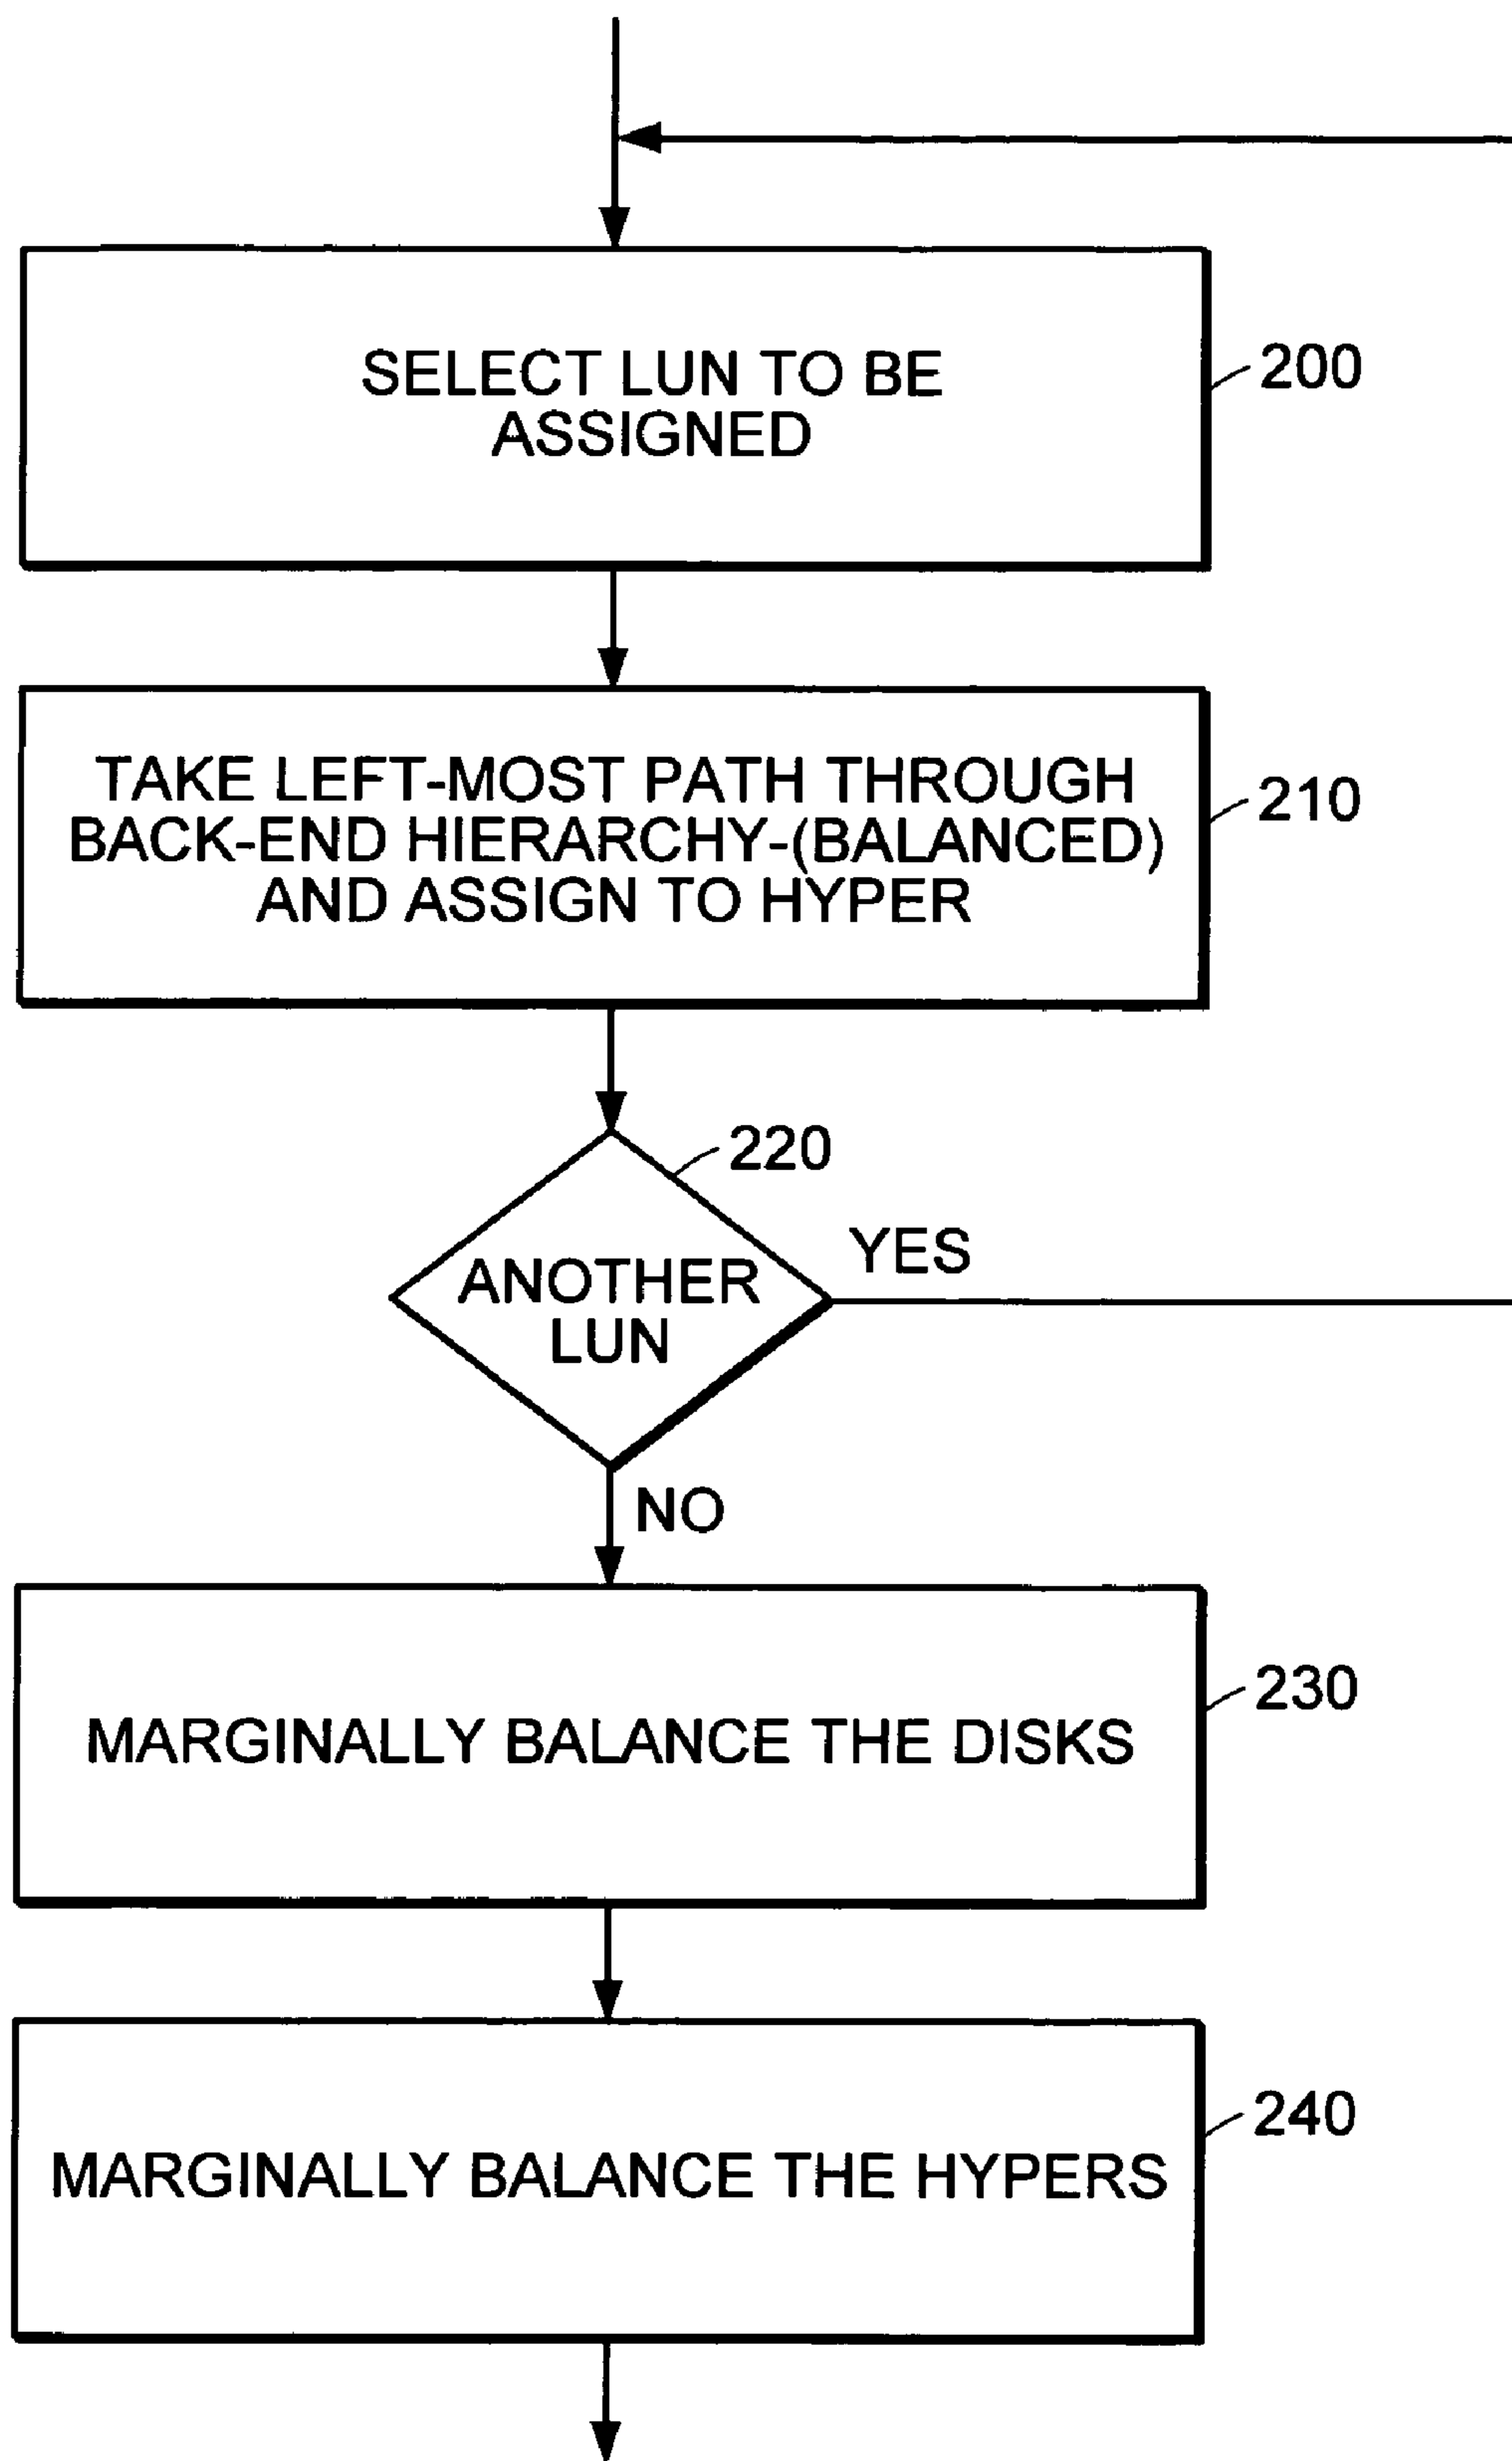 SELECT LUN TO BE
ASSIGNED
200
TAKE LEFT-MOST PATH THROUGH
BACK-END HIERARCHY-(BALANCED)
AND ASSIGN TO HYPER
210
220
ANOTHER
LUN
YES
NO
MARGINALLY BALANCE THE DISKS
230
MARGINALLY BALANCE THE HYPERS
240